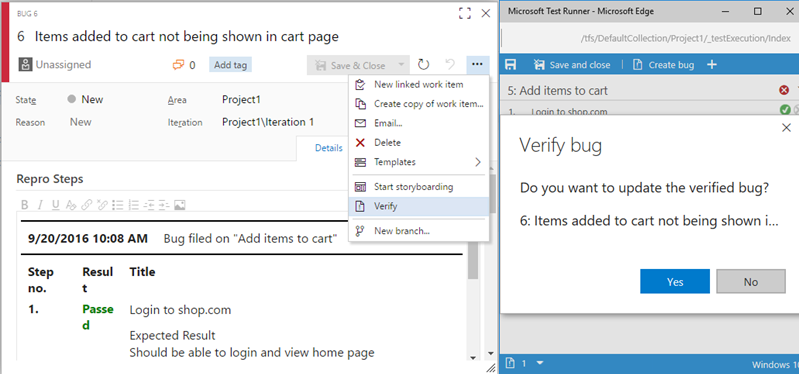 BUG 6
6 Items added to cart not being shown in cart page
Unassigned
0
Add tag
Save & Close
State
New
Area
Project1
Reason
New
Iteration
Project1\Iteration 1
Details
New linked work item
Create copy of work item...
Email...
Delete
Templates
Start storyboarding
Verify
New branch...
Repro Steps
B I U
9/20/2016 10:08 AM Bug filed on "Add items to cart"
Step no.
Resul
t
Title
1.
Passe
d
Login to shop.com
Expected Result
Should be able to login and view home page
Microsoft Test Runner - Microsoft Edge
/tfs/DefaultCollection/Project1/_testExecution/Index
Save and close
Create bug
5: Add items to cart
1. Login to shop.com
Verify bug
Do you want to update the verified bug?
6: Items added to cart not being shown i...
Yes
No
1
Windows 10